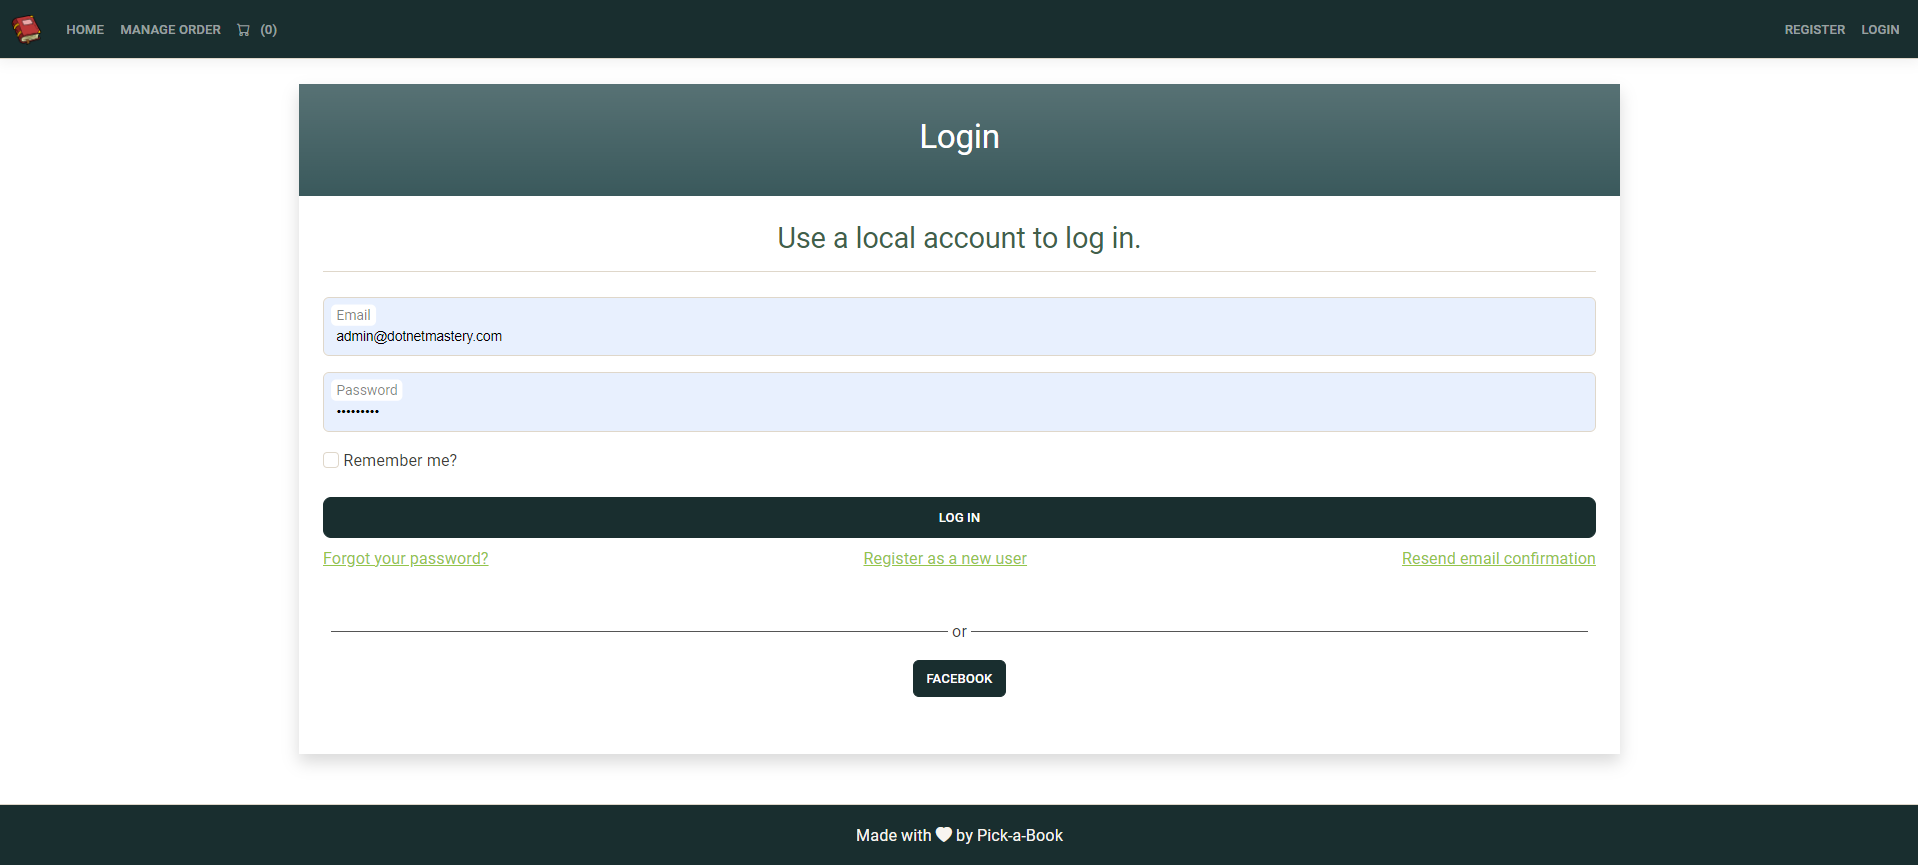 HOME MANAGE ORDER (0) REGISTER LOGIN
Login
Use a local account to log in.
Email
admin@dotnetmastery.com
Password
•••••••••
Remember me?
LOG IN
Forgot your password? Register as a new user Resend email confirmation
or
FACEBOOK
Made with by Pick-a-Book